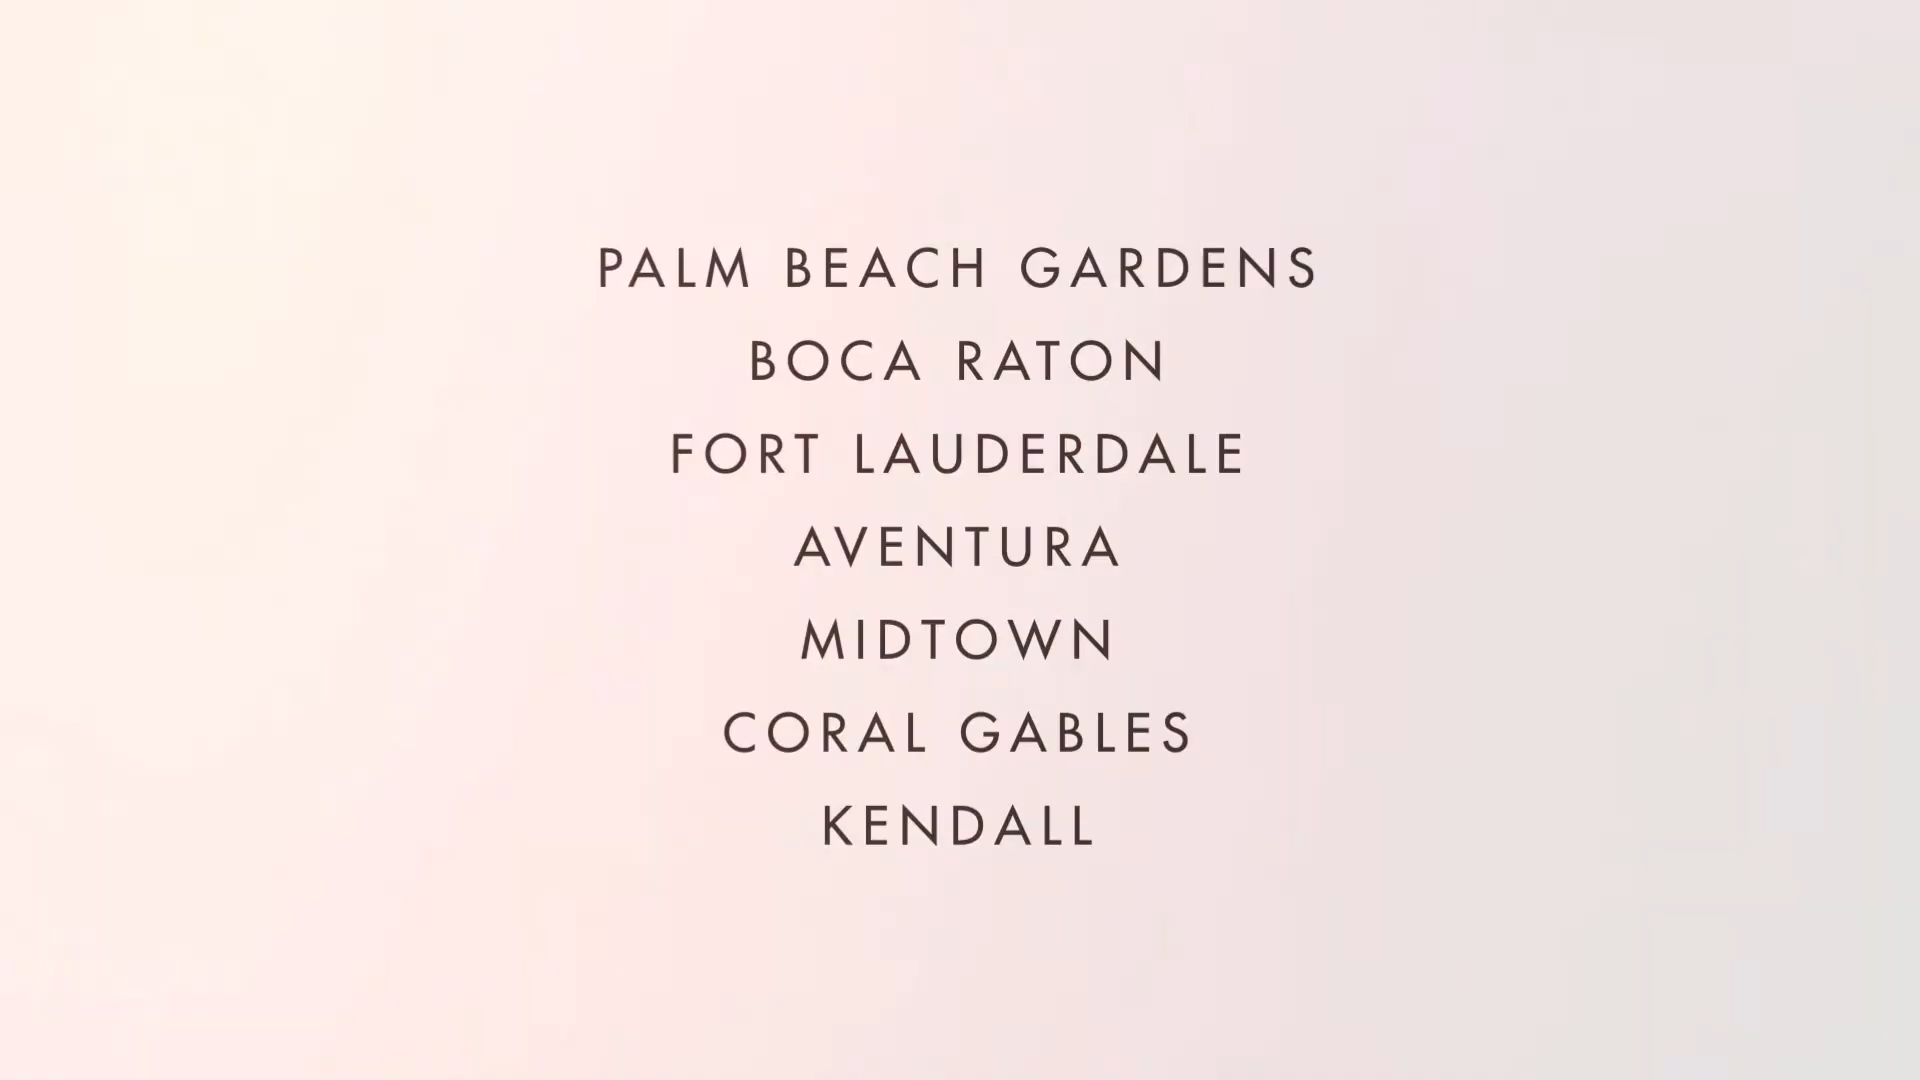 PALM BEACH GARDENS
BOCA RATON
FORT LAUDERDALE
AVENTURA
MIDTOWN
CORAL GABLES
KENDALL